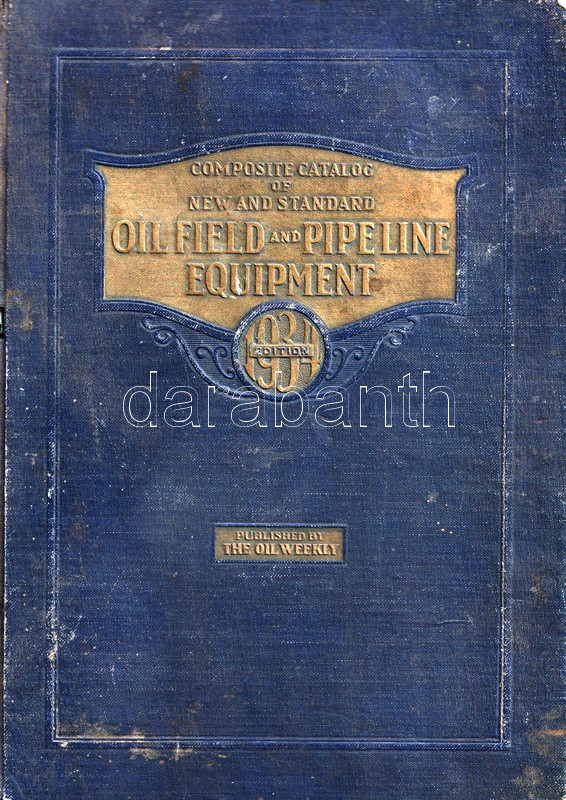 COMPOSITE CATALOG
OF
NEW AND STANDARD
OIL FIELD AND PIPE LINE
EQUIPMENT
1934
EDITION
darabanth
PUBLISHED BY
THE OIL WEEKLY